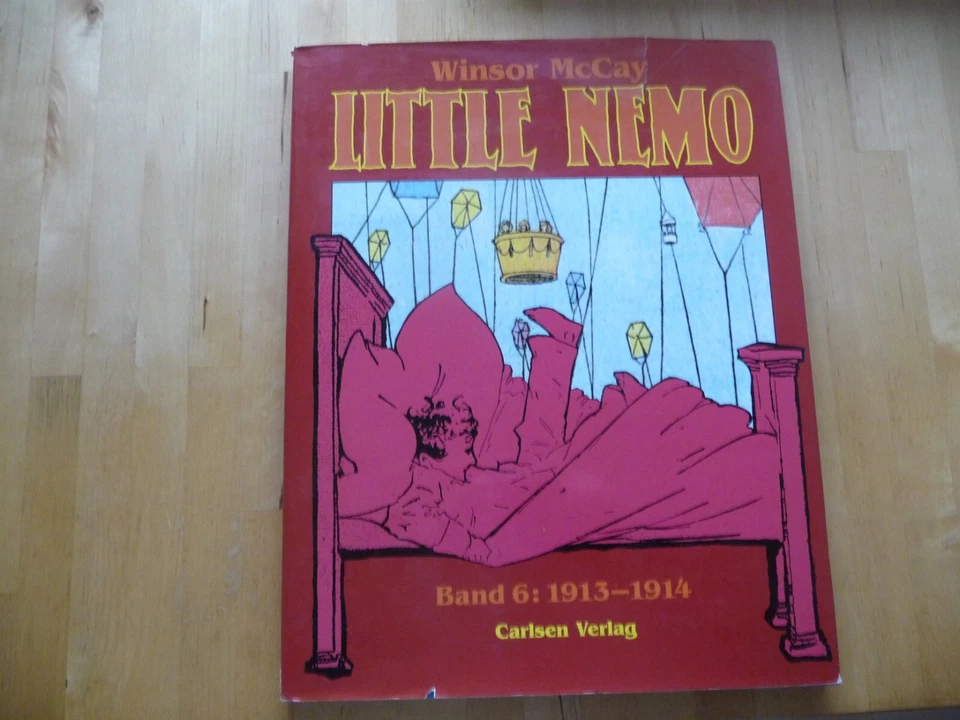 Winsor McCay
LITTLE NEMO
Band 6: 1913–1914
Carlsen Verlag